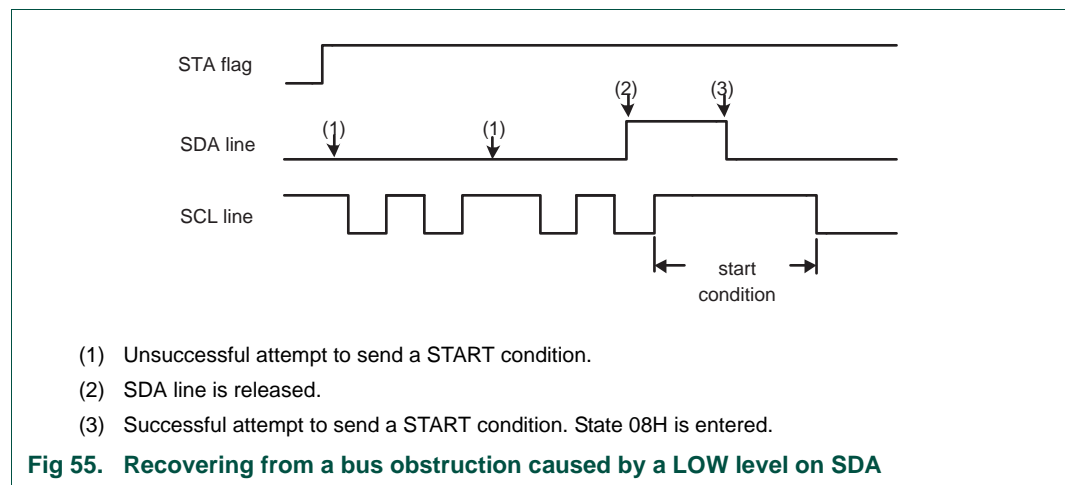 STA flag
(2) (3)
(1) (1)
SDA line
SCL line
start
condition
(1) Unsuccessful attempt to send a START condition.
(2) SDA line is released.
(3) Successful attempt to send a START condition. State 08H is entered.
Fig 55. Recovering from a bus obstruction caused by a LOW level on SDA